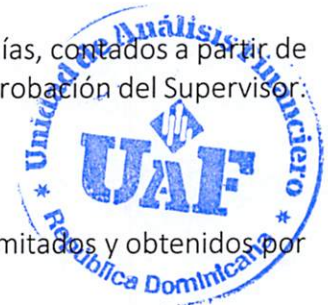 ías, contados a partir de
robación del Supervisor.
Unidad de Análisis Financiero
UAF
* República Dominicana *
mitados y obtenidos por